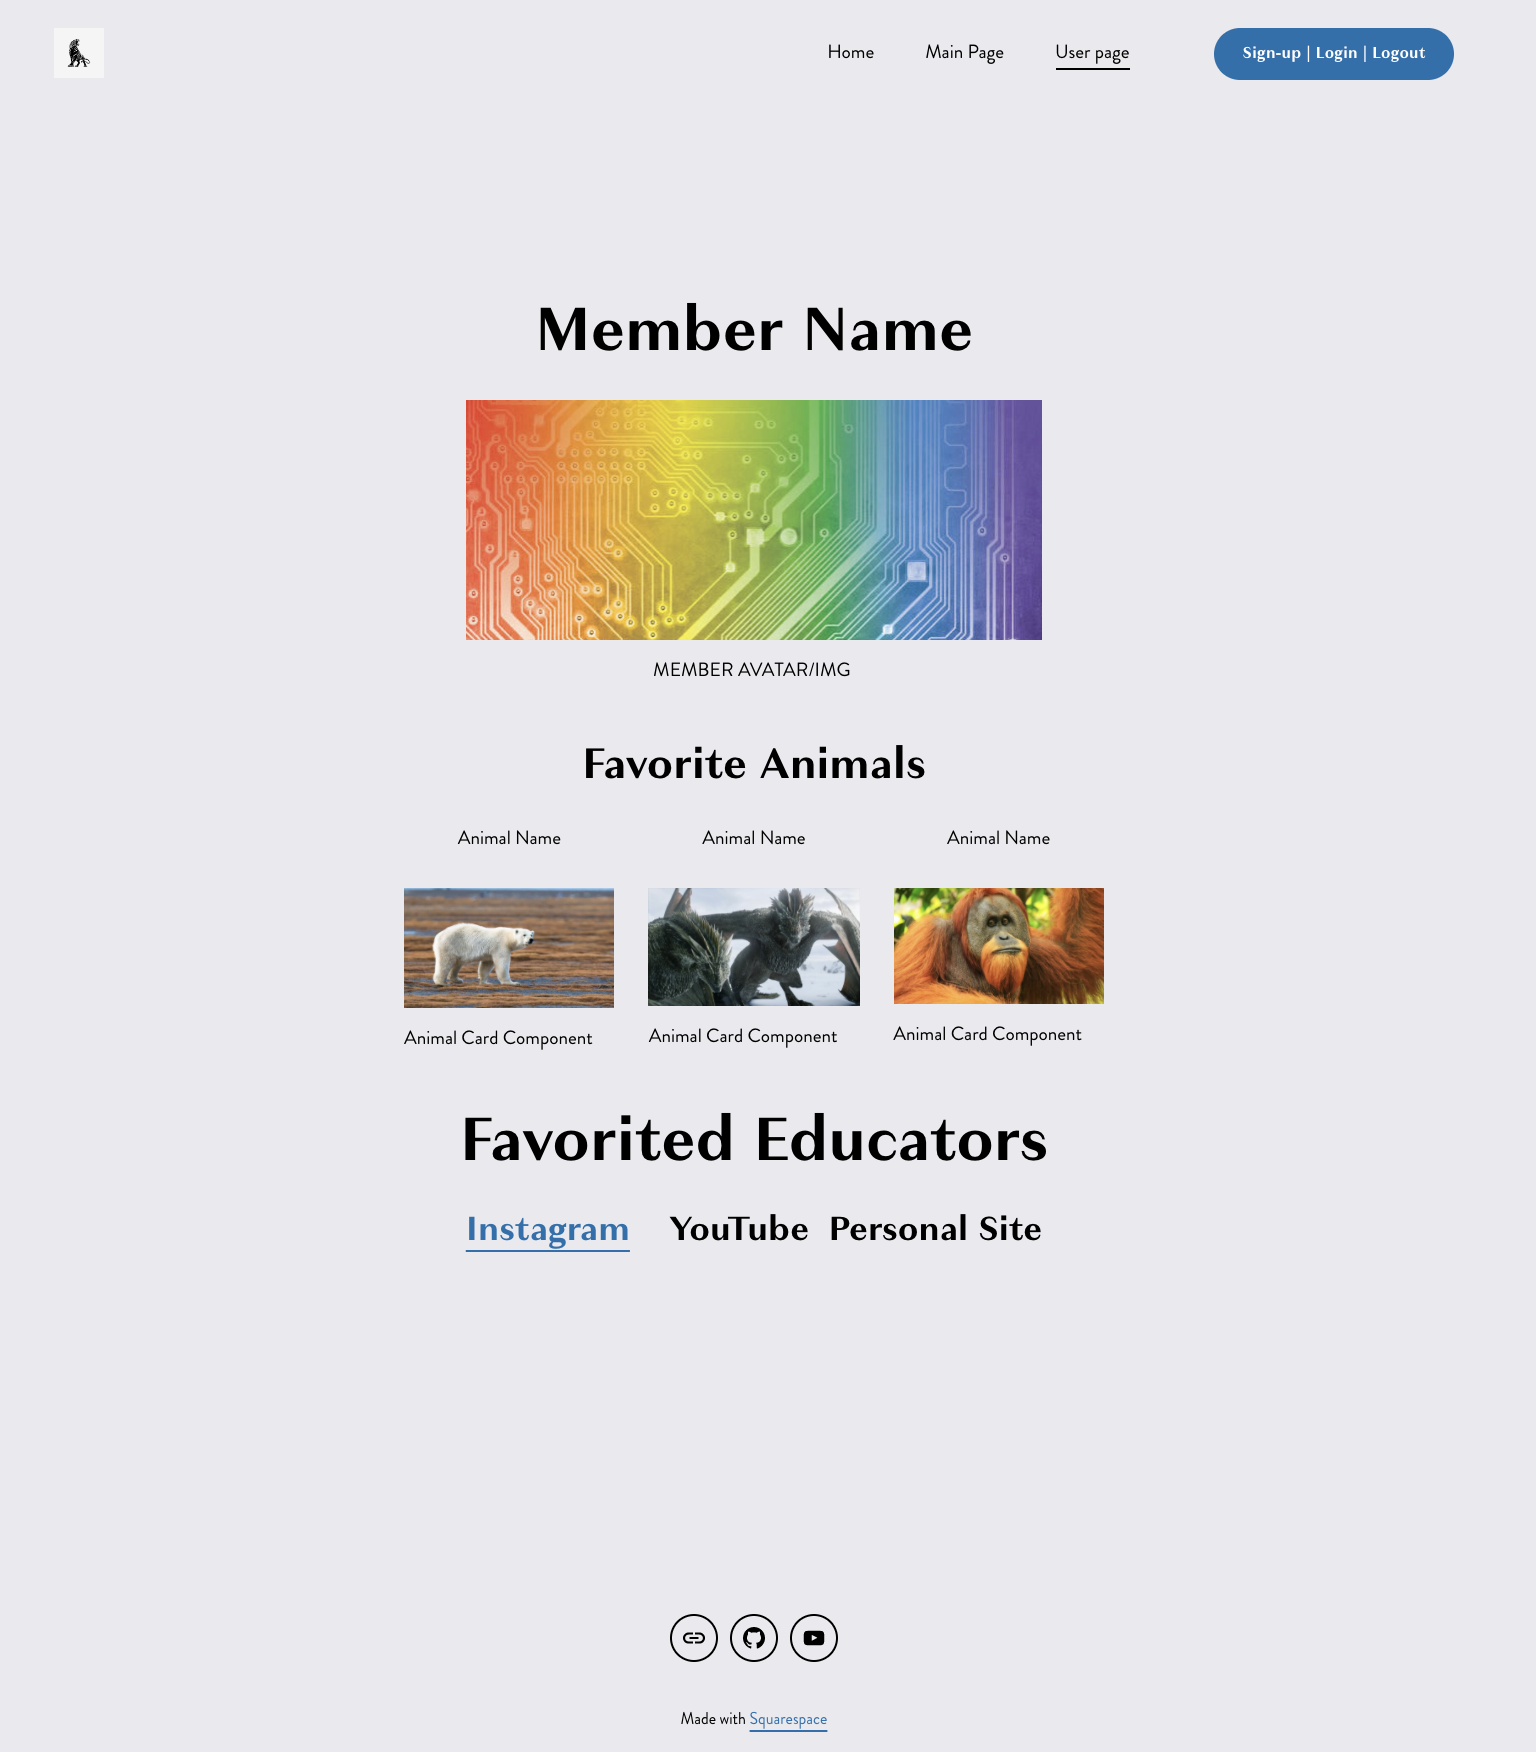 Home Main Page User page Sign-up | Login | Logout
Member Name
MEMBER AVATAR/IMG
Favorite Animals
Animal Name Animal Name Animal Name
Animal Card Component Animal Card Component Animal Card Component
Favorited Educators
Instagram YouTube Personal Site
Made with Squarespace